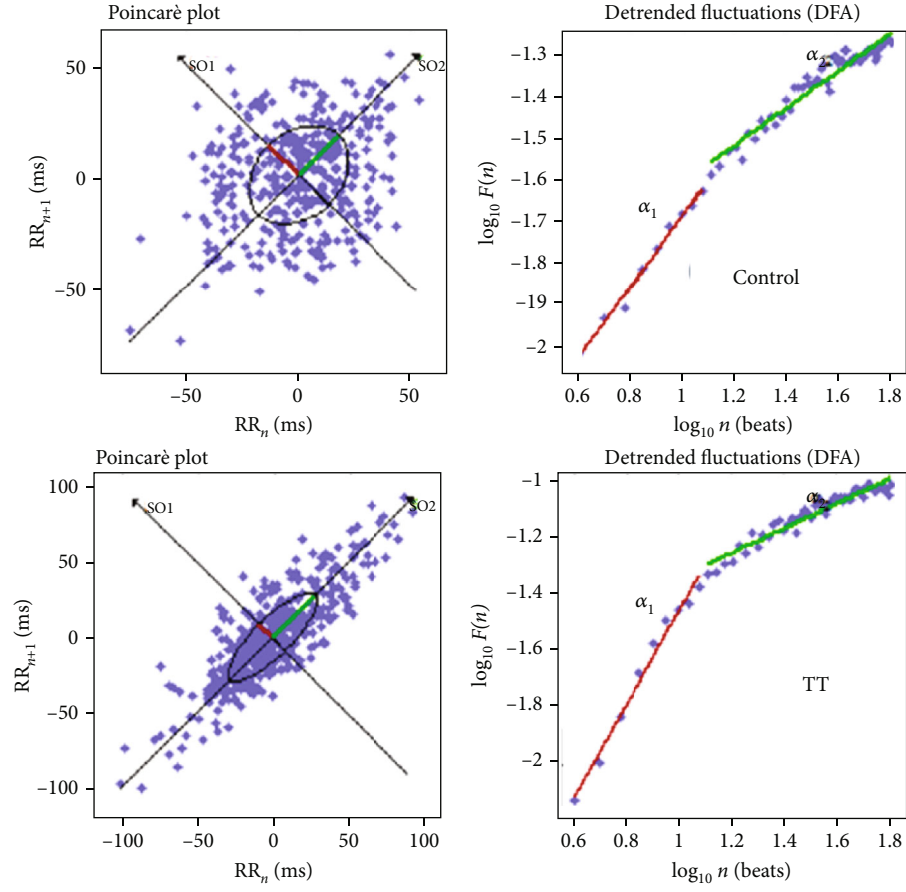 Poincarè plot
SO1
SO2
50
0
−50
RRn+1 (ms)
−50
0
50
RRn (ms)
Detrended fluctuations (DFA)
α2
−1.3
−1.4
−1.5
−1.6
−1.7
−1.8
−19
−2
log10 F(n)
α1
Control
0.6
0.8
1
1.2
1.4
1.6
1.8
log10 n (beats)
Poincarè plot
SO1
SO2
100
50
0
−50
−100
RRn+1 (ms)
−100
−50
0
50
100
RRn (ms)
Detrended fluctuations (DFA)
α2
−1
−1.2
−1.4
−1.6
−1.8
−2
log10 F(n)
α1
TT
0.6
0.8
1
1.2
1.4
1.6
1.8
log10 n (beats)